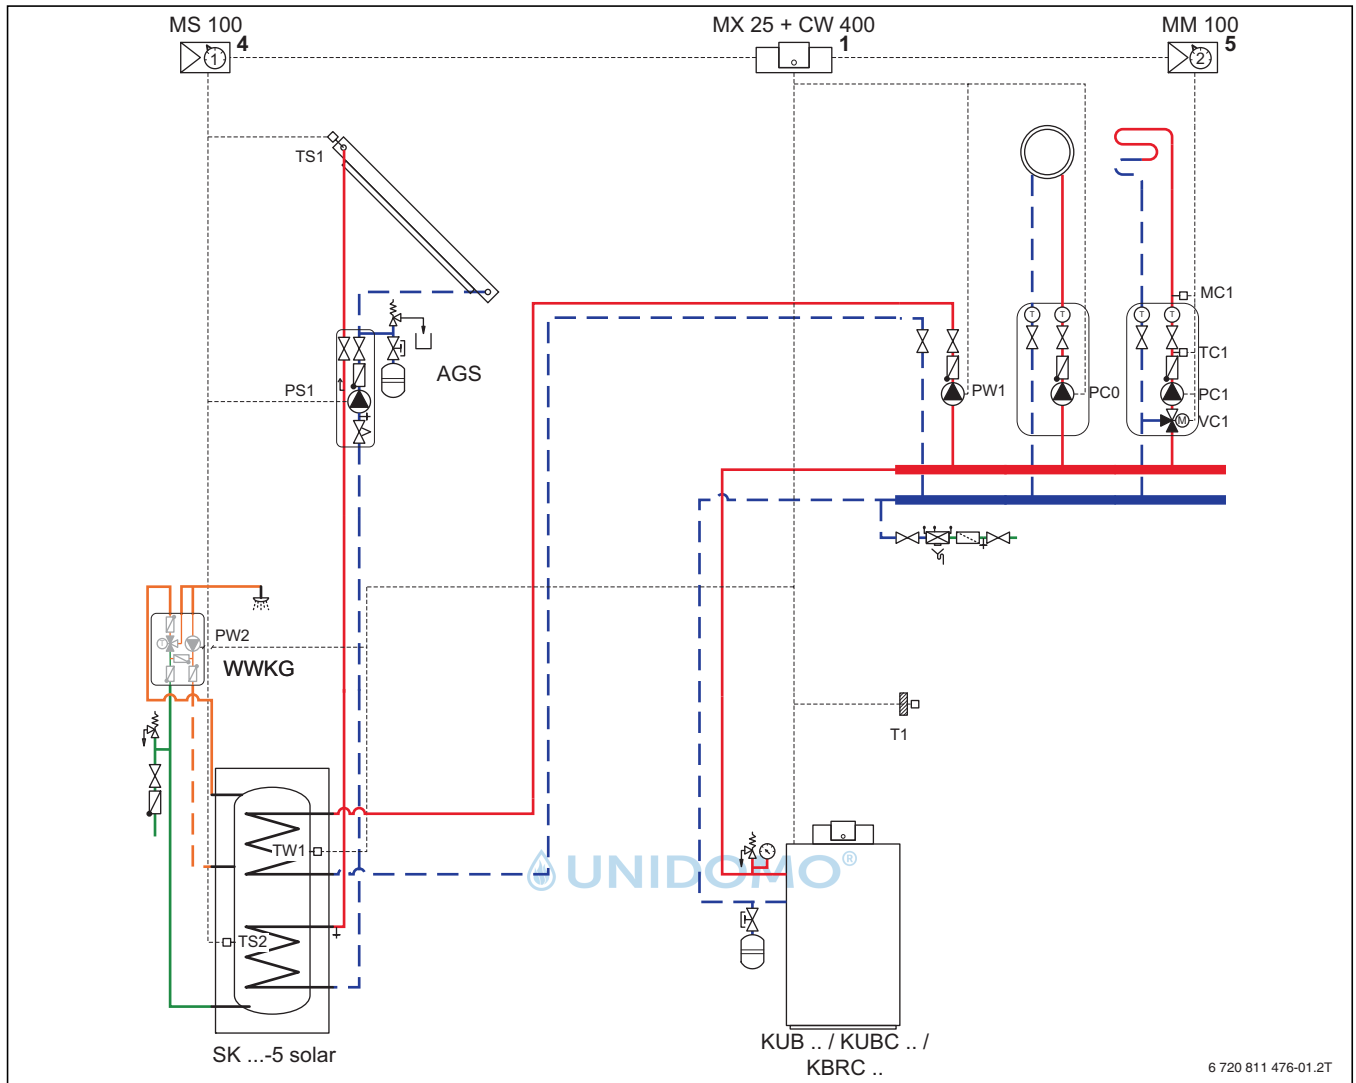 MS 100
4
MX 25 + CW 400
1
MM 100
5
1
2
TS1
T
T
T
T
MC1
TC1
AGS
PS1
PW1
PC0
PC1
M
VC1
PW2
T
WWKG
T1
TW1
UNIDOMO®
TS2
SK ...-5 solar
KUB .. / KUBC .. /
KBRC ..
6 720 811 476-01.2T